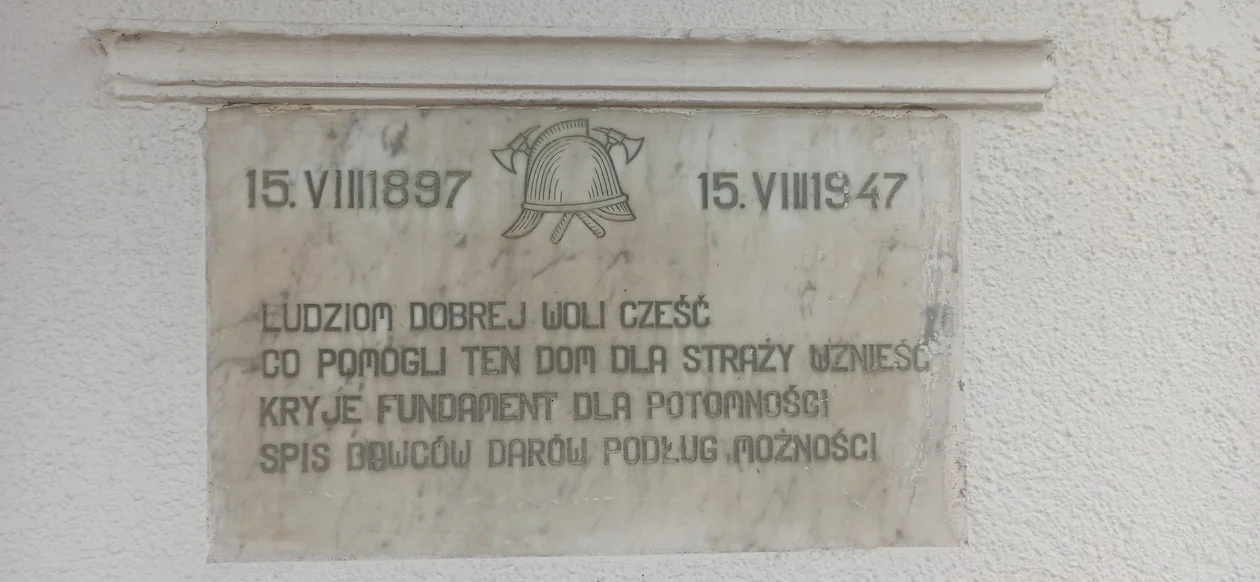 15.VIII1897 15.VIII1947
LUDZIOM DOBREJ WOLI CZEŚĆ
CO POMOGLI TEN DOM DLA STRAŻY WZNIEŚĆ
KRYJE FUNDAMENT DLA POTOMNOŚCI
SPIS DAWCÓW DARÓW PODŁUG MOŻNOŚCI